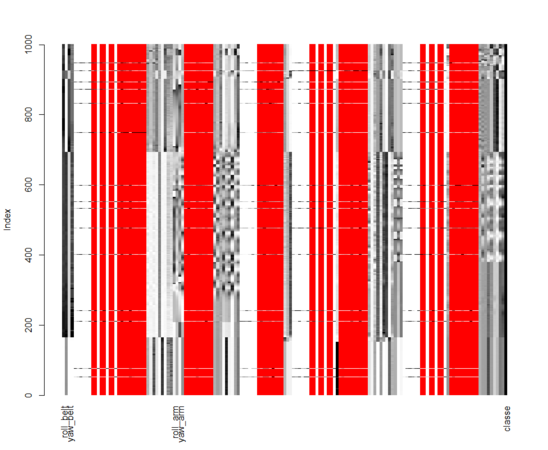 1000
800
600
400
200
0
Index
roll_belt
yaw_belt
roll_arm
yaw_arm
classe